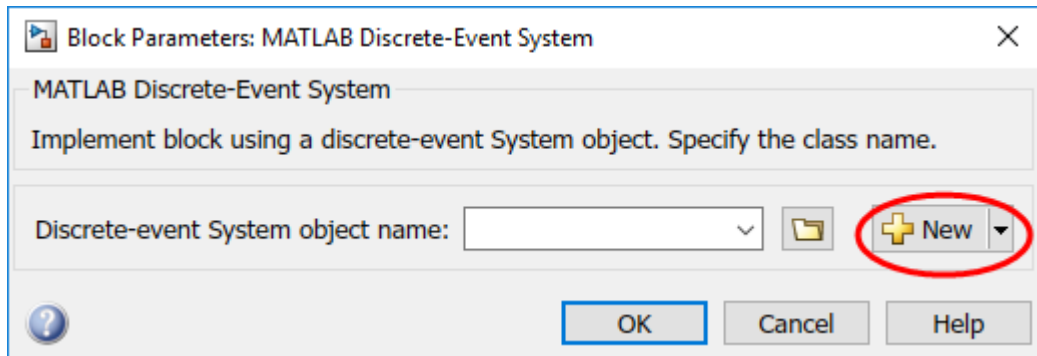 Block Parameters: MATLAB Discrete-Event System
MATLAB Discrete-Event System
Implement block using a discrete-event System object. Specify the class name.
Discrete-event System object name:
New
OK
Cancel
Help